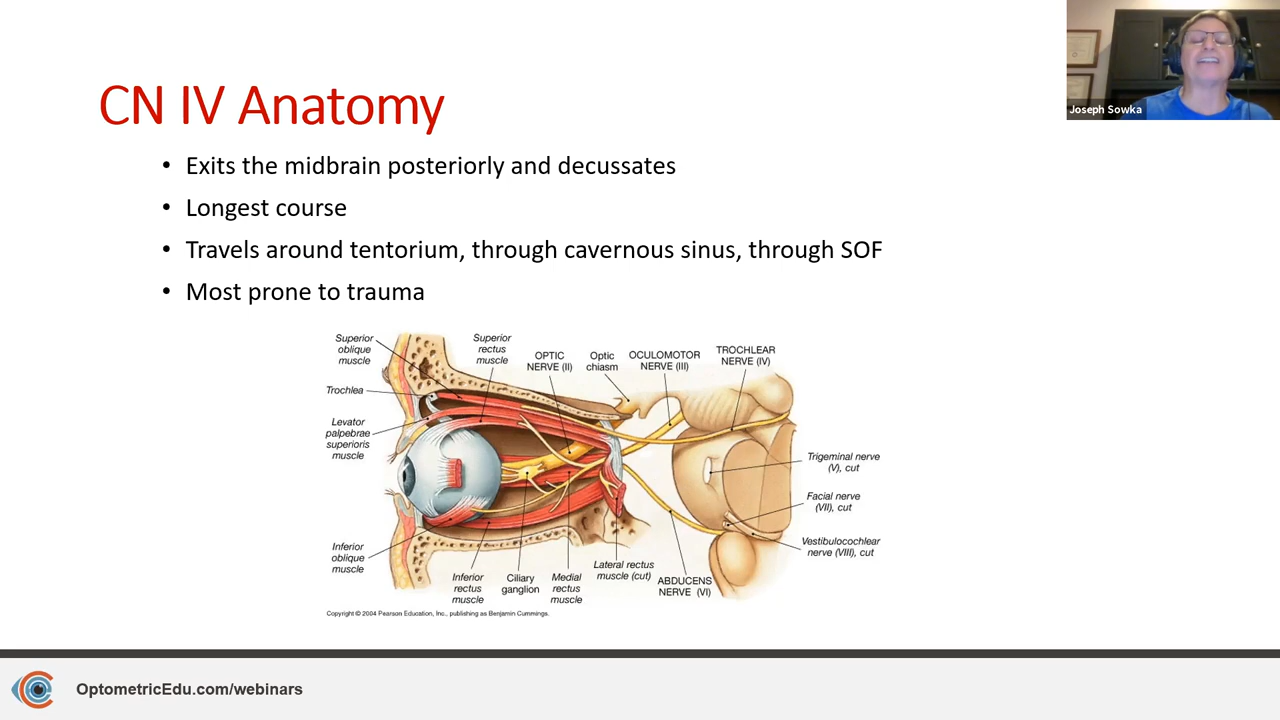 Joseph Sowka
CN IV Anatomy
• Exits the midbrain posteriorly and decussates
• Longest course
• Travels around tentorium, through cavernous sinus, through SOF
• Most prone to trauma
Superior
oblique
muscle
Superior
rectus
muscle
OPTIC
NERVE (II)
Optic
chiasm
OCULOMOTOR
NERVE (III)
TROCHLEAR
NERVE (IV)
Trochlea
Levator
palpebrae
superioris
muscle
Trigeminal nerve
(V), cut
Facial nerve
(VII), cut
Vestibulocochlear
nerve (VIII), cut
Inferior
oblique
muscle
Inferior
rectus
muscle
Ciliary
ganglion
Medial
rectus
muscle
Lateral rectus
muscle (cut)
ABDUCENS
NERVE (VI)
Copyright © 2004 Pearson Education, Inc., publishing as Benjamin Cummings.
OptometricEdu.com/webinars